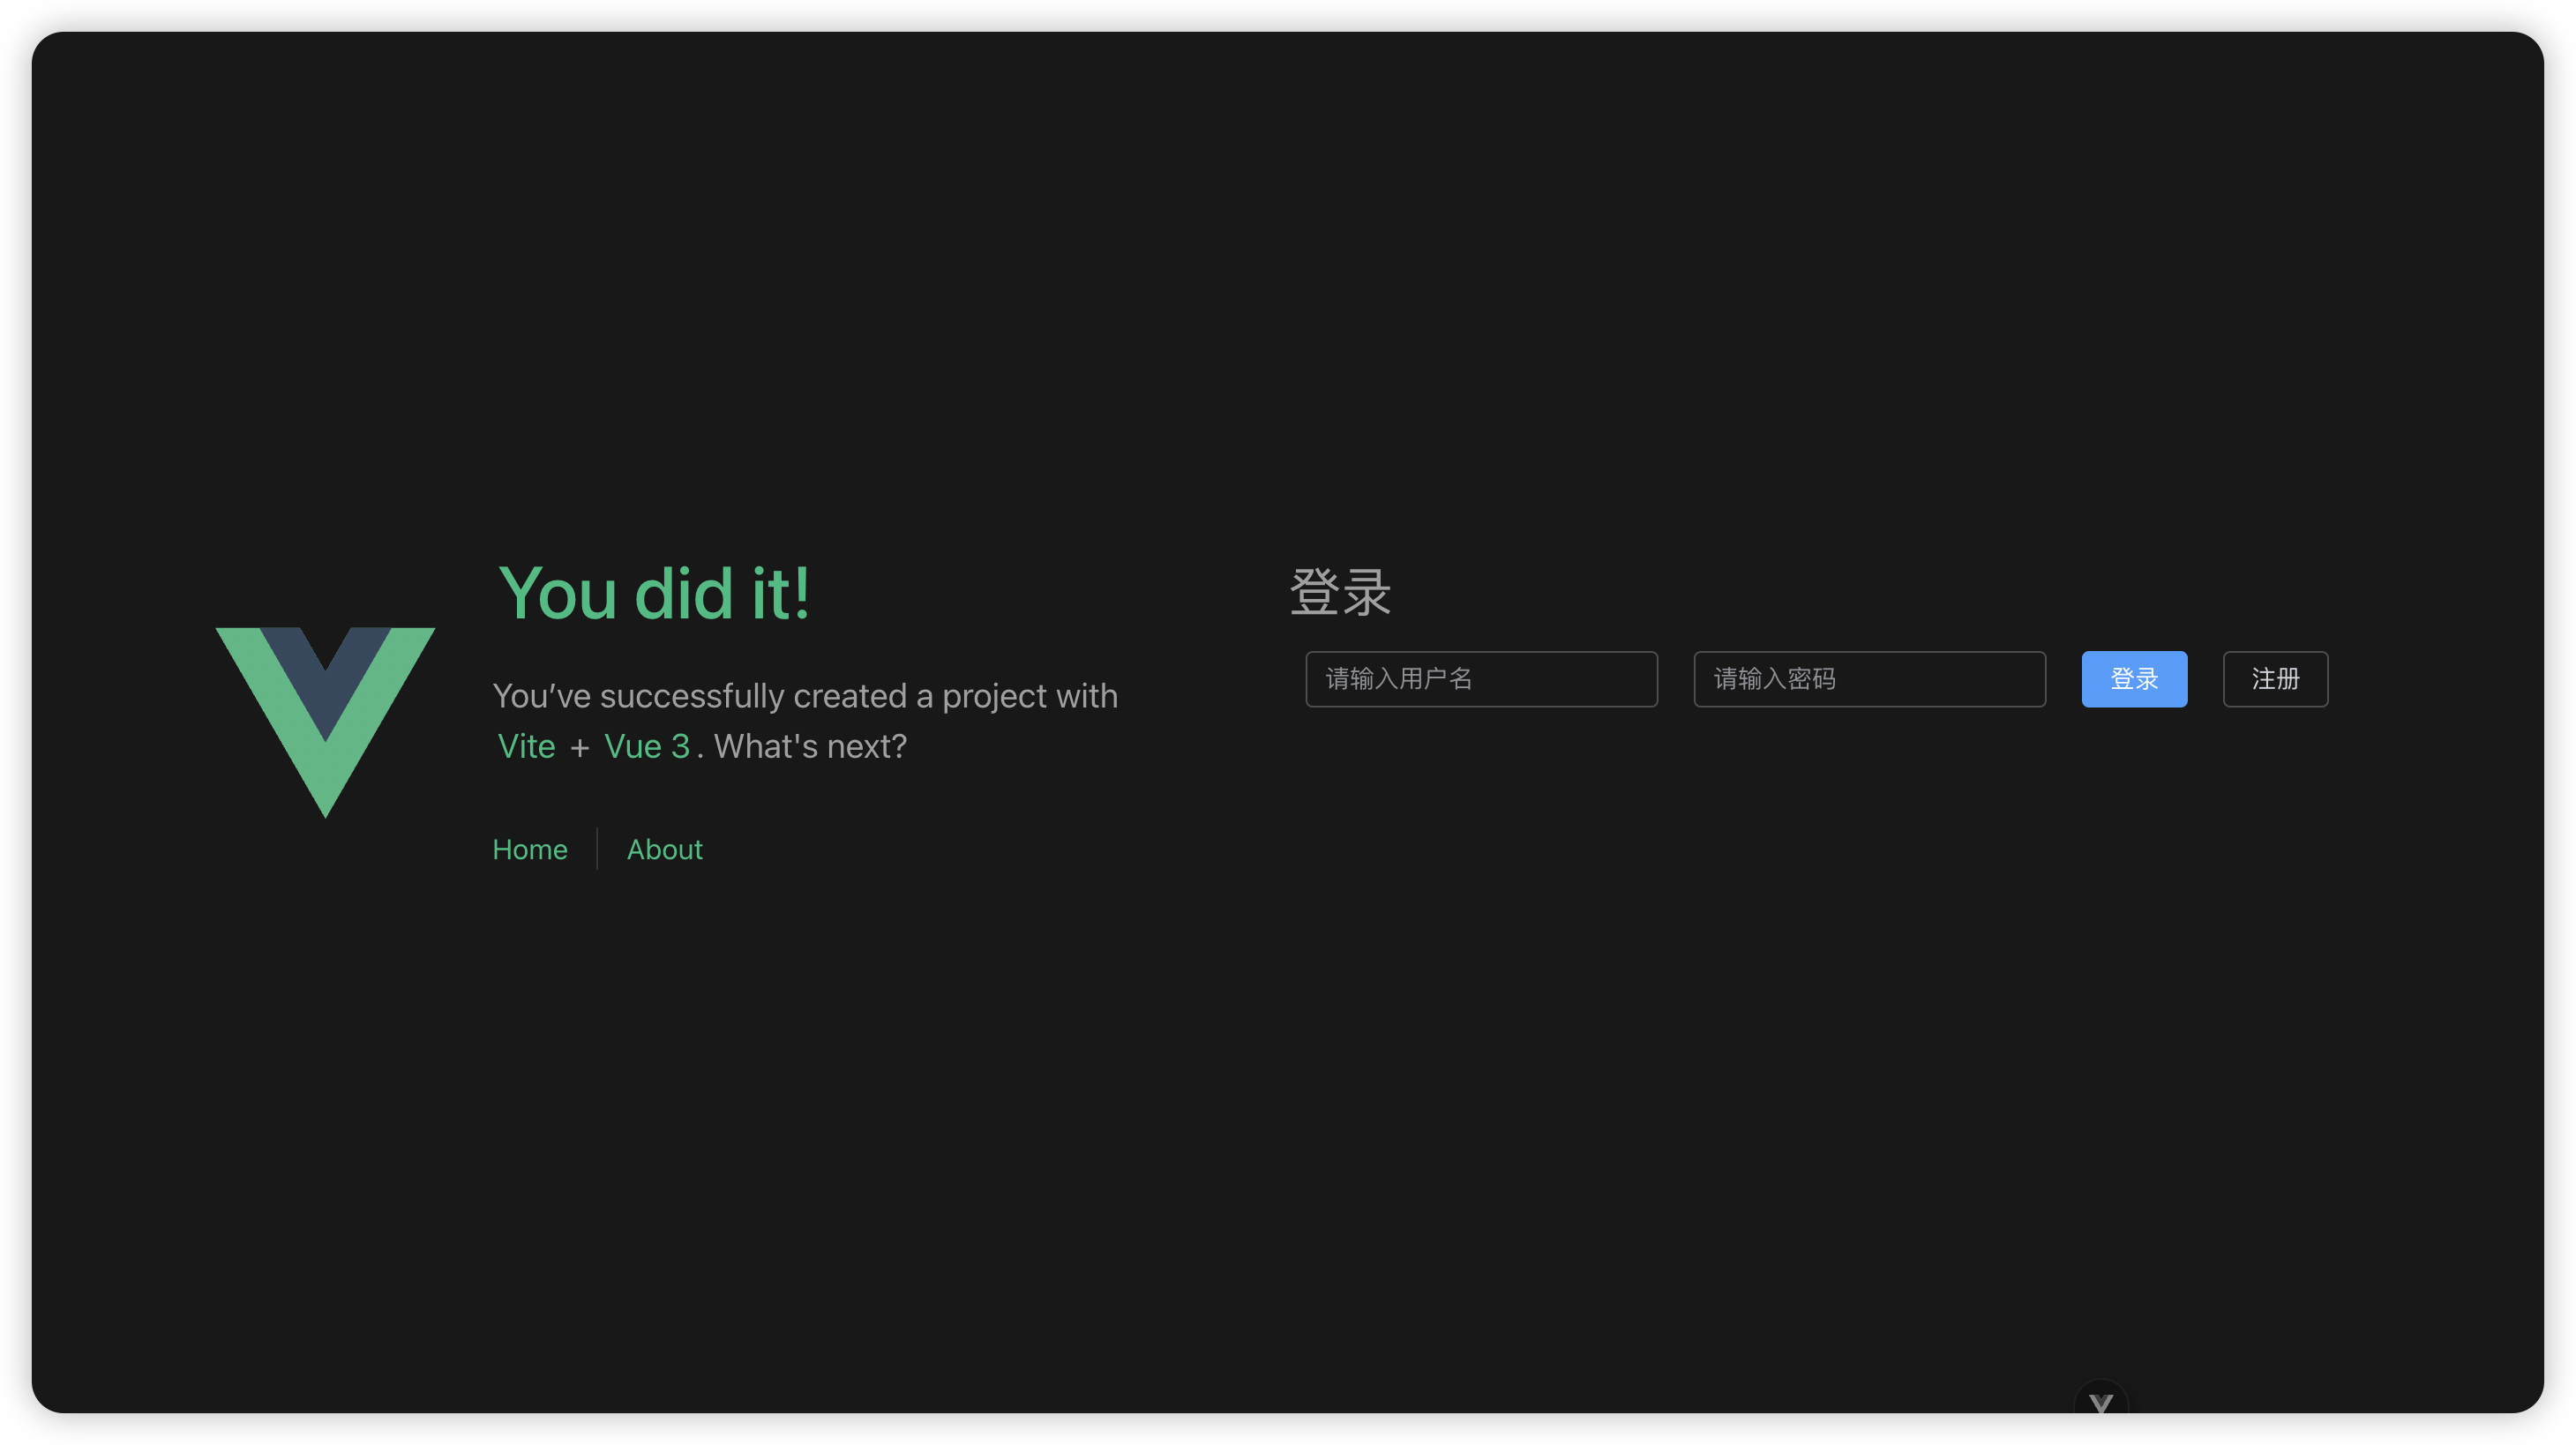 You did it!
You’ve successfully created a project with
Vite + Vue 3. What's next?
Home
About
登录
请输入用户名
请输入密码
登录
注册